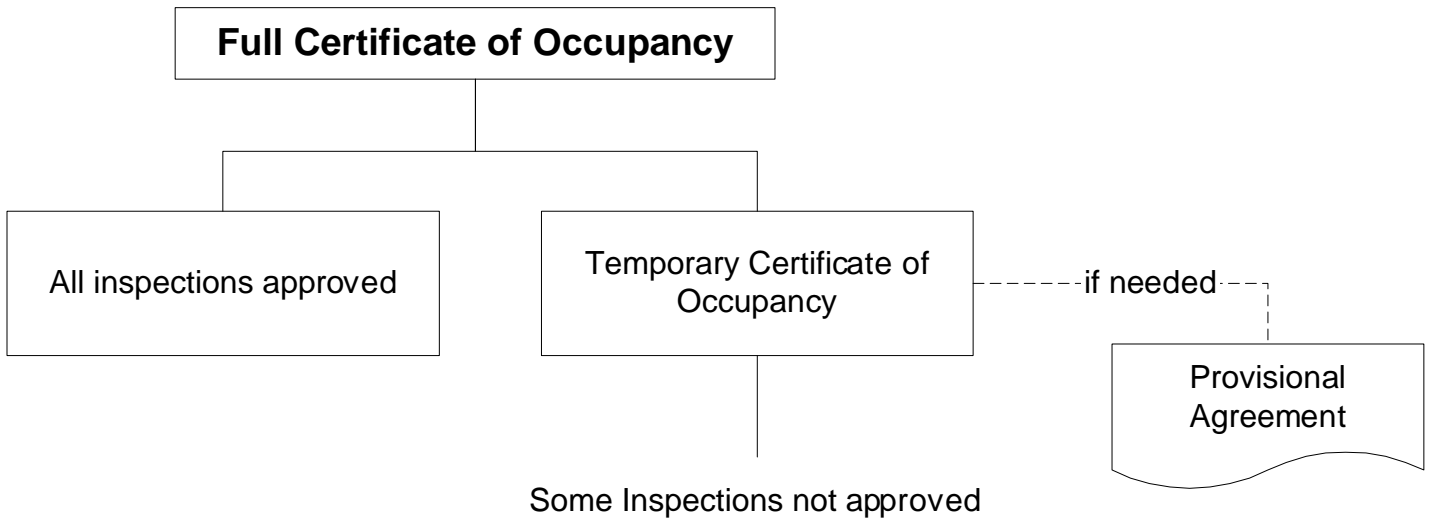 Full Certificate of Occupancy
All inspections approved
Temporary Certificate of
Occupancy
if needed
Provisional
Agreement
Some Inspections not approved